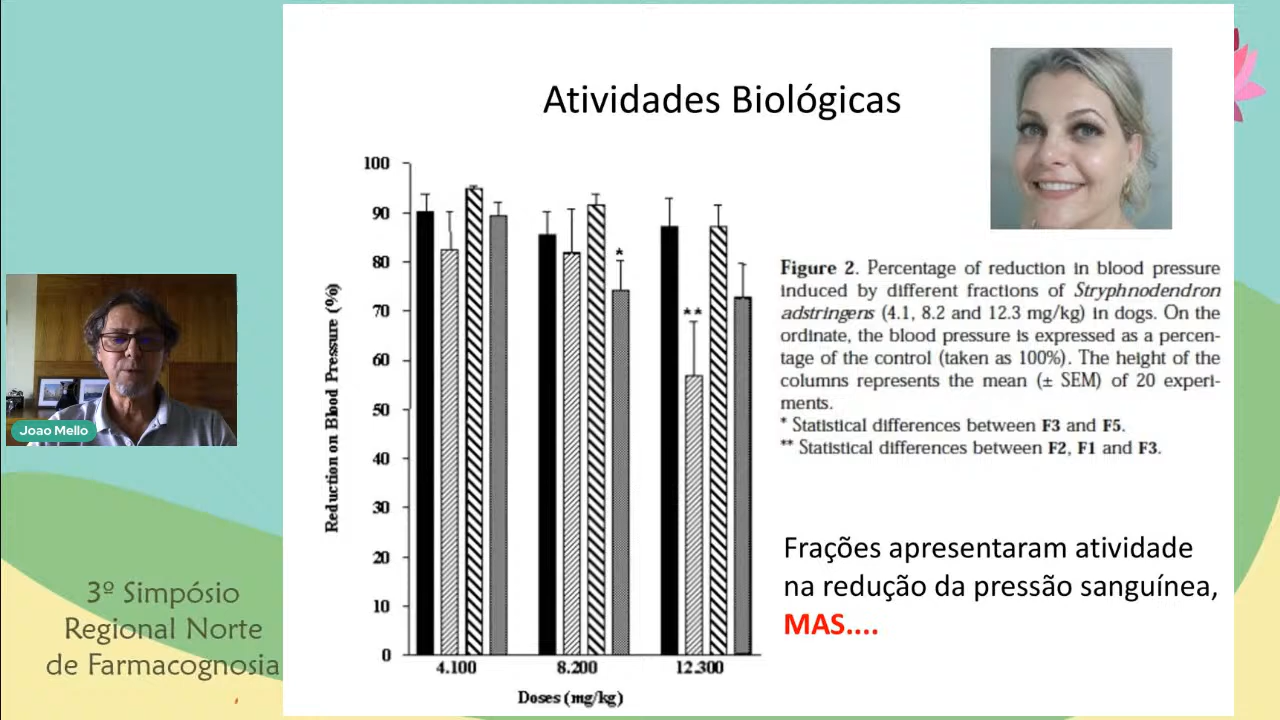 Atividades Biológicas
100
90
80
70
60
50
40
30
20
10
0
Reduction on Blood Pressure (%)
*
**
4.100 8.200 12.300
Doses (mg/kg)
Figure 2. Percentage of reduction in blood pressure
induced by different fractions of Stryphnodendron
adstringens (4.1, 8.2 and 12.3 mg/kg) in dogs. On the
ordinate, the blood pressure is expressed as a percen-
tage of the control (taken as 100%). The height of the
columns represents the mean (± SEM) of 20 experi-
ments.
* Statistical differences between F3 and F5.
** Statistical differences between F2, F1 and F3.
Frações apresentaram atividade
na redução da pressão sanguínea,
MAS....
Joao Mello
3º Simpósio
Regional Norte
de Farmacognosia